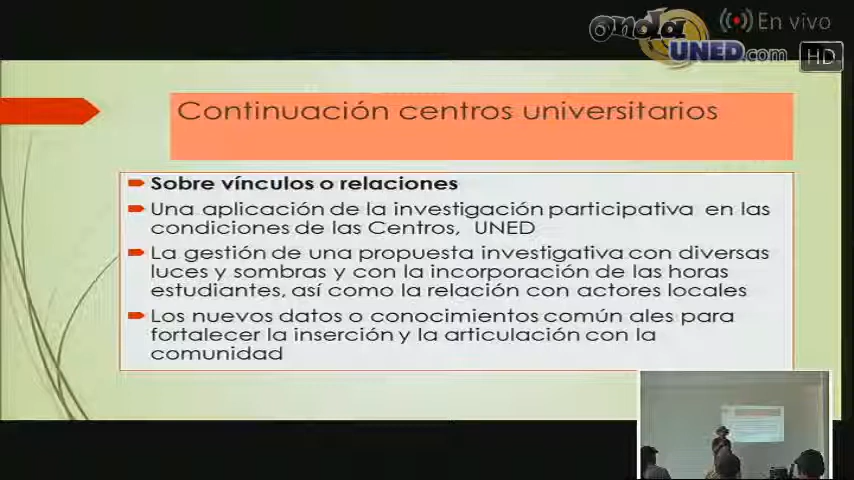 onda
UNED.com
En vivo
HD
Continuación centros universitarios
Sobre vínculos o relaciones
Una aplicación de la investigación participativa en las
condiciones de las Centros, UNED
La gestión de una propuesta investigativa con diversas
luces y sombras y con la incorporación de las horas
estudiantes, así como la relación con actores locales
Los nuevos datos o conocimientos común ales para
fortalecer la inserción y la articulación con la
comunidad